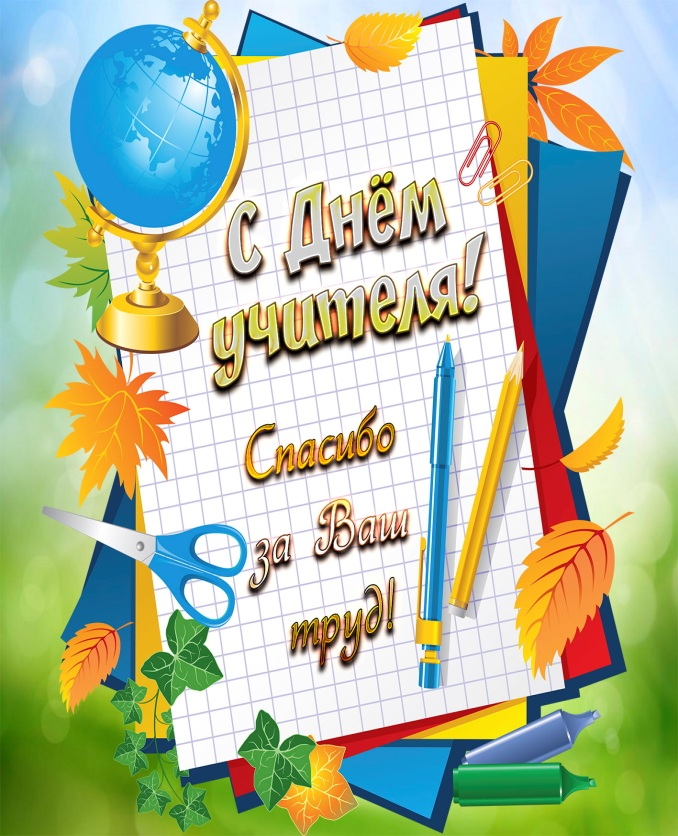 С Днём
учителя!
Спасибо
за Ваш
труд!